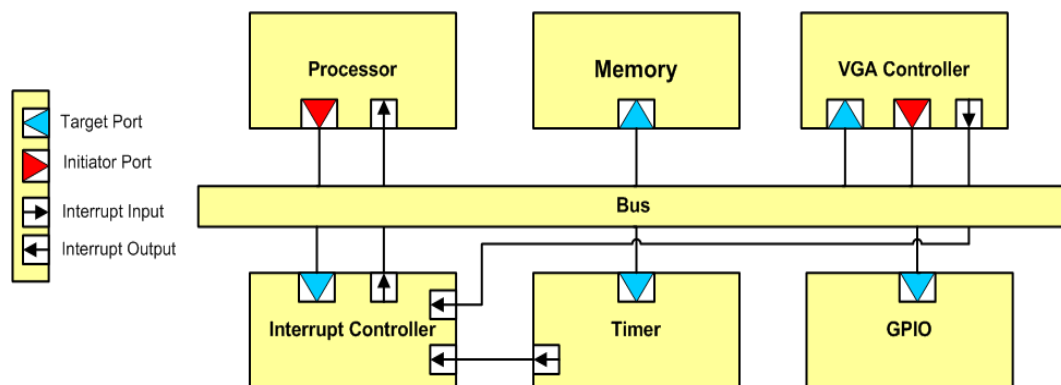 Processor
Memory
VGA Controller
Target Port
Initiator Port
Interrupt Input
Interrupt Output
Bus
Interrupt Controller
Timer
GPIO